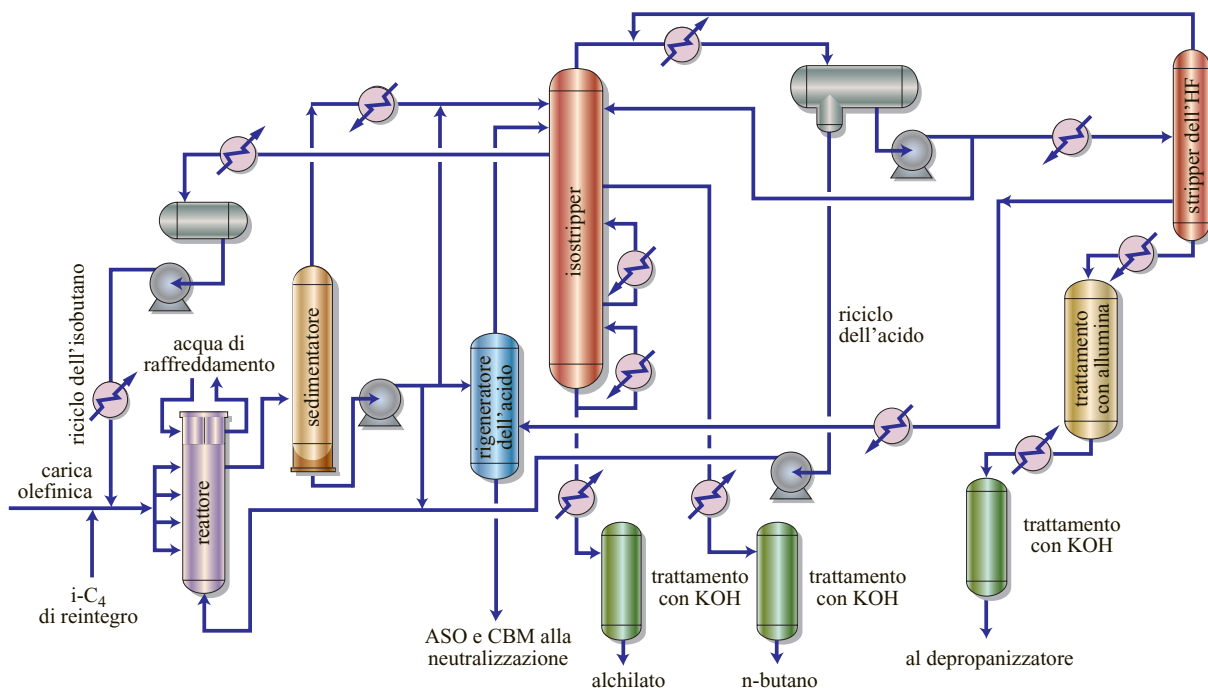 stripper dell'HF
isostripper
riciclo
dell'acido
trattamento
con allumina
riciclo dell'isobutano
acqua di
raffreddamento
sedimentatore
rigeneratore
dell'acido
carica
olefinica
reattore
i-C₄
di reintegro
trattamento
con KOH
trattamento
con KOH
trattamento
con KOH
ASO e CBM alla
neutralizzazione
alchilato
n-butano
al depropanizzatore